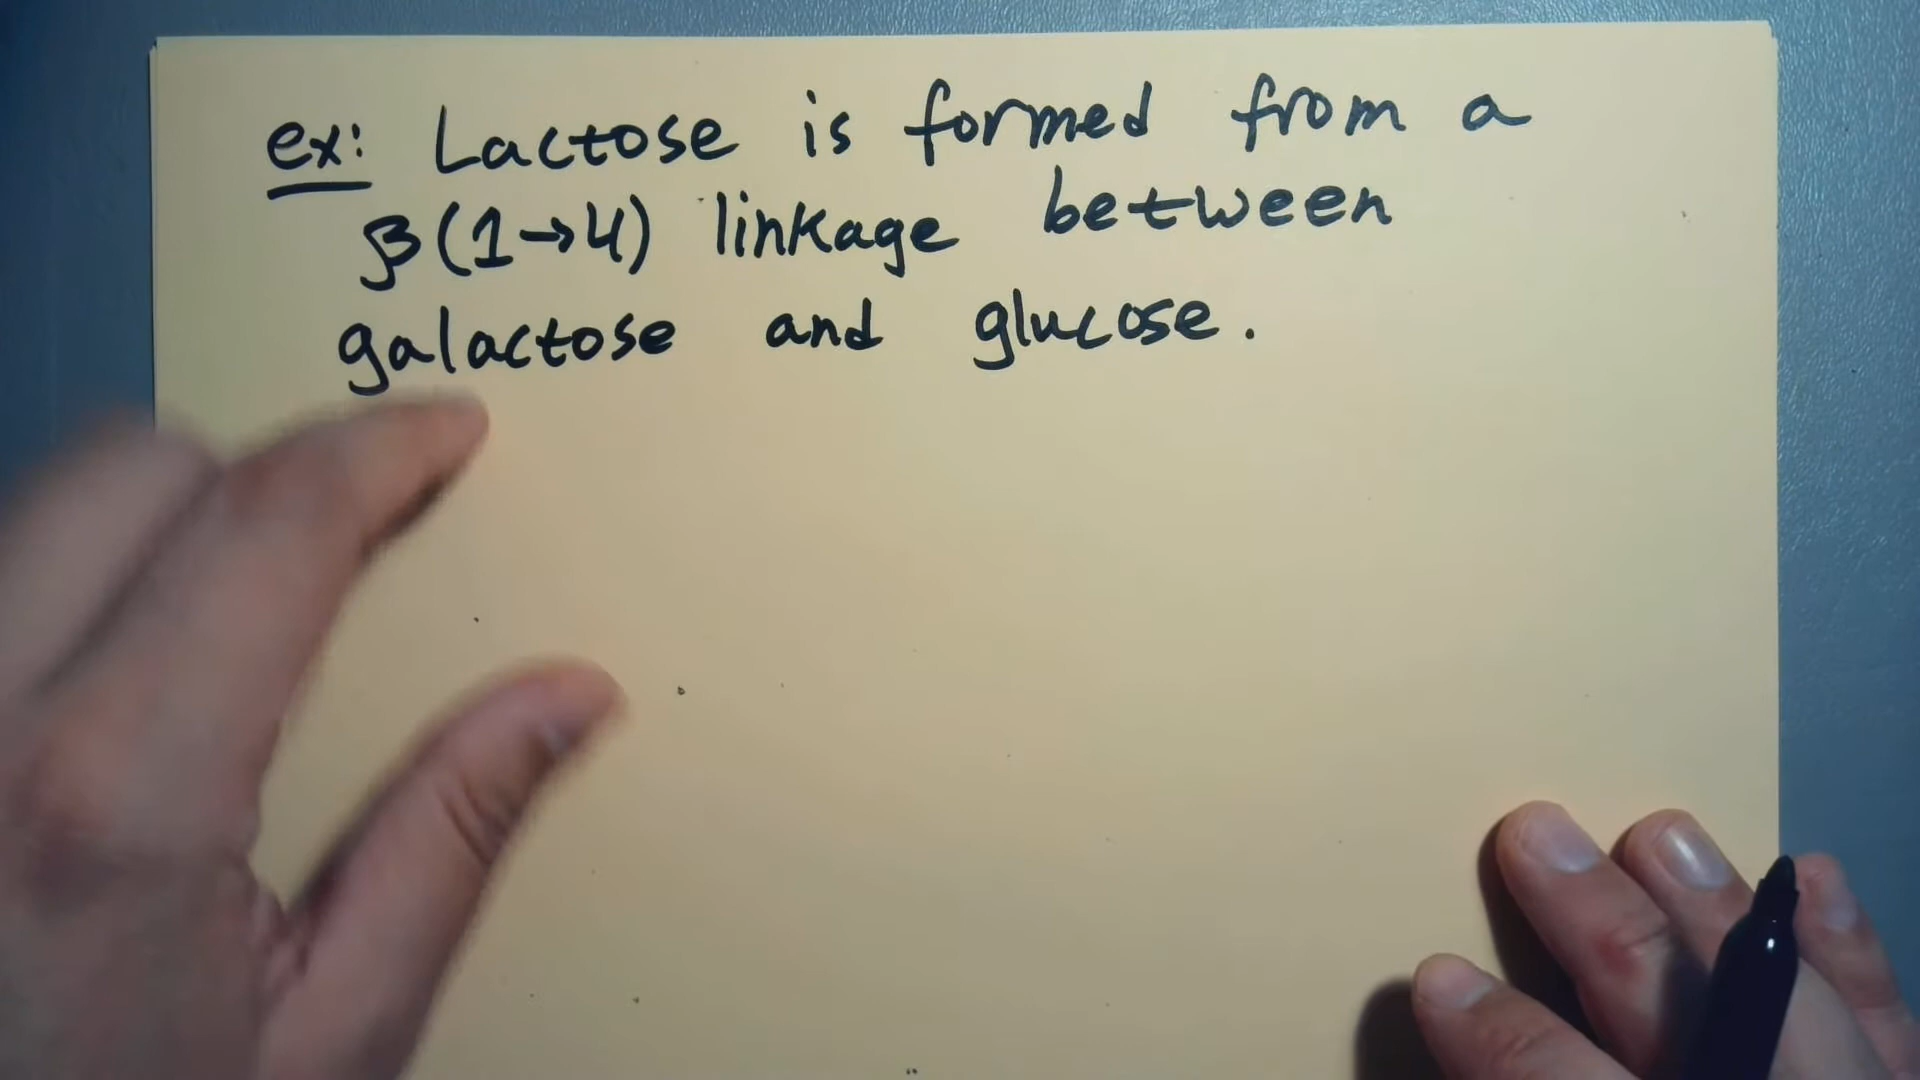 ex: Lactose is formed from a
β(1→4) linkage between
galactose and glucose.